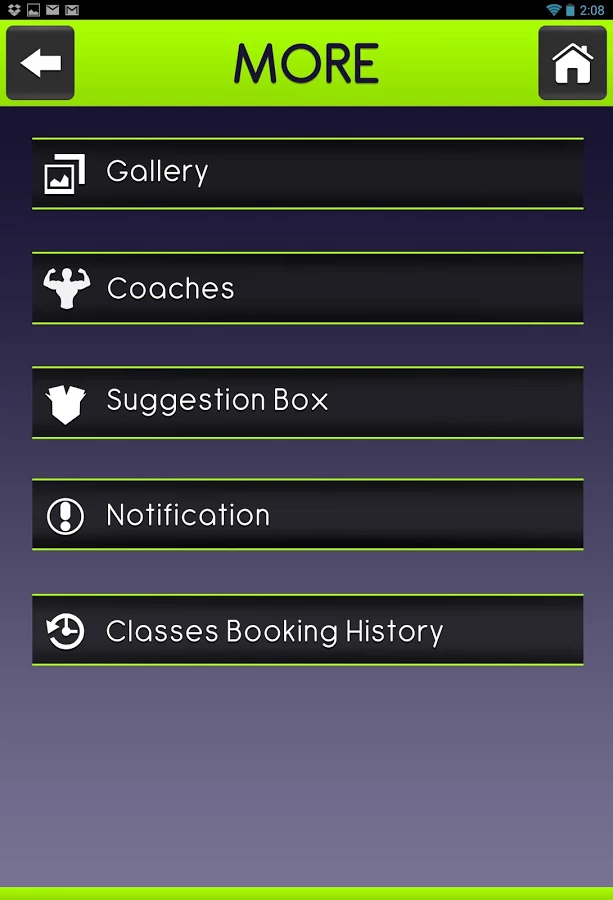 2:08
MORE
Gallery
Coaches
Suggestion Box
Notification
Classes Booking History